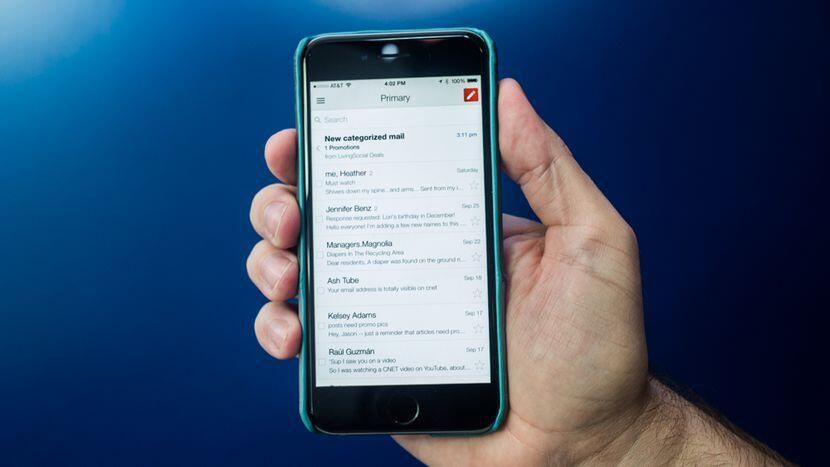 AT&T 4:02 PM 100%
Primary
Search
New categorized mail 3:11 pm
1 Promotions
from LivingSocial Deals
me, Heather 2 Saturday
Must watch
Shivers down my spine...and arms... Sent from my i...
Jennifer Benz 2 Sep 25
Response requested: Lori's birthday in December!
Hello everyone! I'm adding a few new names to this ...
Managers.Magnolia Sep 22
Diapers In The Recycling Area
Dear residents, A diaper was found on the ground n...
Ash Tube Sep 18
Your email address is totally visible on cnet
Kelsey Adams Sep 17
posts need promo pics
Hey, Jason -- just a reminder that articles need pro...
Raúl Guzmán Sep 17
'Sup I saw you on a video
So I was watching a CNET video on YouTube, about...